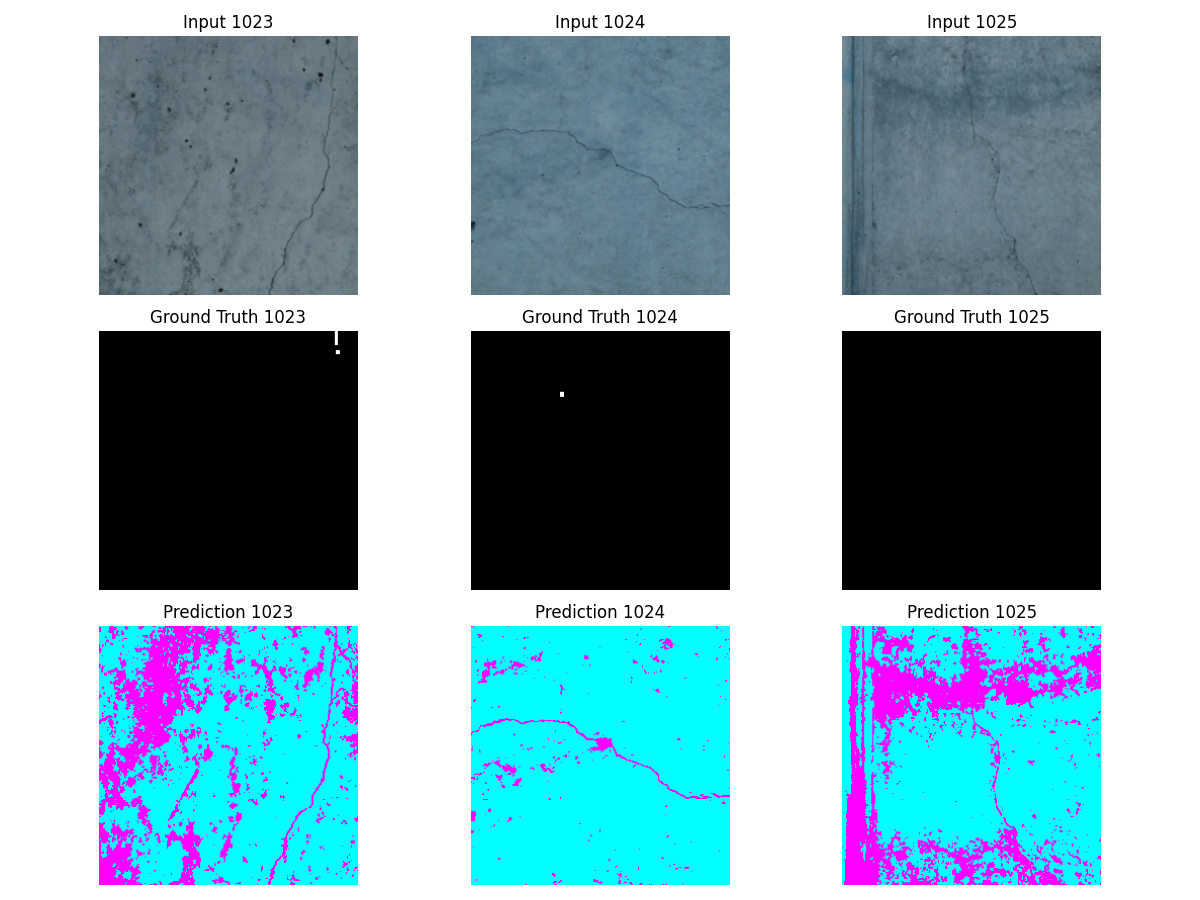 Input 1023
Input 1024
Input 1025
Ground Truth 1023
Ground Truth 1024
Ground Truth 1025
Prediction 1023
Prediction 1024
Prediction 1025